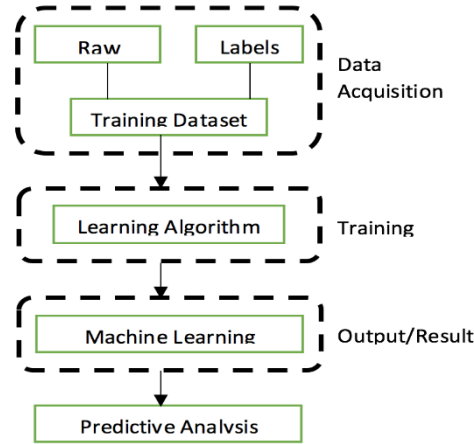 Raw
Labels
Data
Acquisition
Training Dataset
Learning Algorithm
Training
Machine Learning
Output/Result
Predictive Analysis